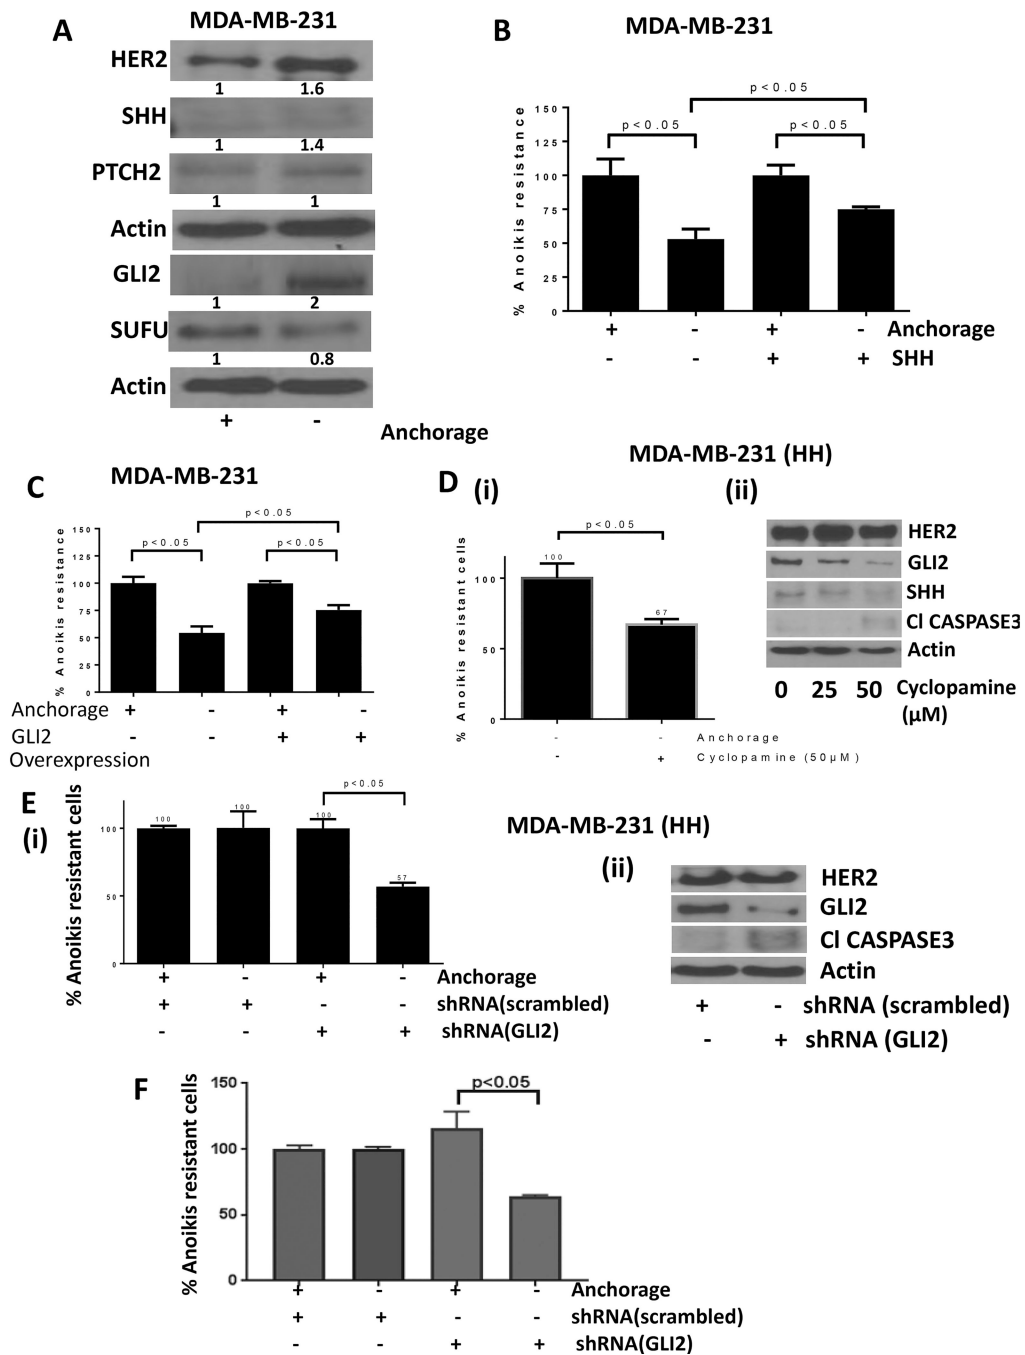 A
MDA-MB-231
HER2
1 1.6
SHH
1 1.4
PTCH2
1 1
Actin
GLI2
1 2
SUFU
1 0.8
Actin
+ -
Anchorage
B
MDA-MB-231
p<0.05
p<0.05 p<0.05
% Anoikis resistance
150
125
100
75
50
25
0
+ - + - Anchorage
- - + + SHH
C
MDA-MB-231
p<0.05
p<0.05 p<0.05
% Anoikis resistance
150
125
100
75
50
25
0
Anchorage + - + -
GLI2 - - + +
Overexpression
MDA-MB-231 (HH)
D (i)
p<0.05
% Anoikis resistant cells
100
50
0
100
67
- - Anchorage
- + Cyclopamine (50µM)
(ii)
HER2
GLI2
SHH
Cl CASPASE3
Actin
0 25 50 Cyclopamine
(µM)
E
(i)
% Anoikis resistant cells
p<0.05
100
50
0
100 100 100 57
+ - + - Anchorage
+ + - - shRNA(scrambled)
- - + + shRNA(GLI2)
MDA-MB-231 (HH)
(ii)
HER2
GLI2
Cl CASPASE3
Actin
+ - shRNA (scrambled)
- + shRNA (GLI2)
F
% Anoikis resistant cells
p<0.05
150
100
50
0
+ - + - Anchorage
+ + - - shRNA(scrambled)
- - + + shRNA(GLI2)